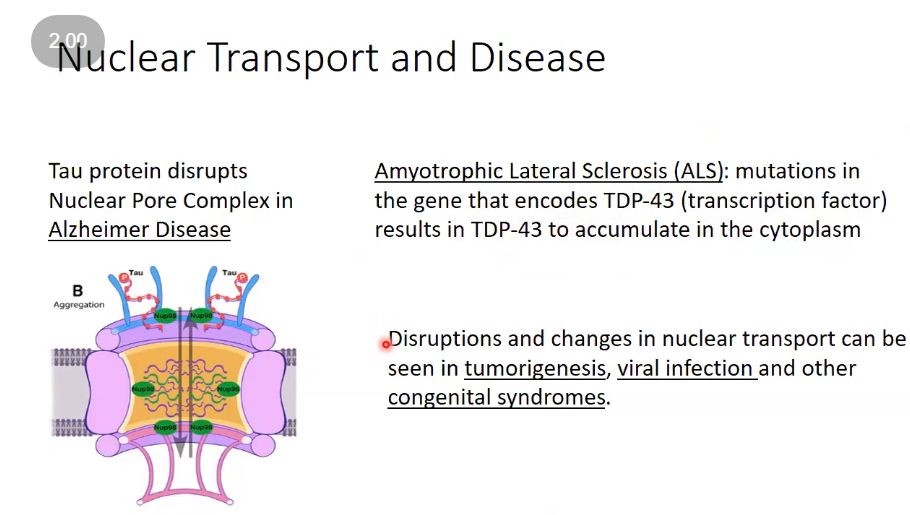 2.00
Nuclear Transport and Disease
Tau protein disrupts
Nuclear Pore Complex in
Alzheimer Disease
Amyotrophic Lateral Sclerosis (ALS): mutations in
the gene that encodes TDP-43 (transcription factor)
results in TDP-43 to accumulate in the cytoplasm
B
Aggregation
P Tau
Tau P
Nup98 Nup98
Nup98 Nup98
Nup98 Nup98
Disruptions and changes in nuclear transport can be
seen in tumorigenesis, viral infection and other
congenital syndromes.